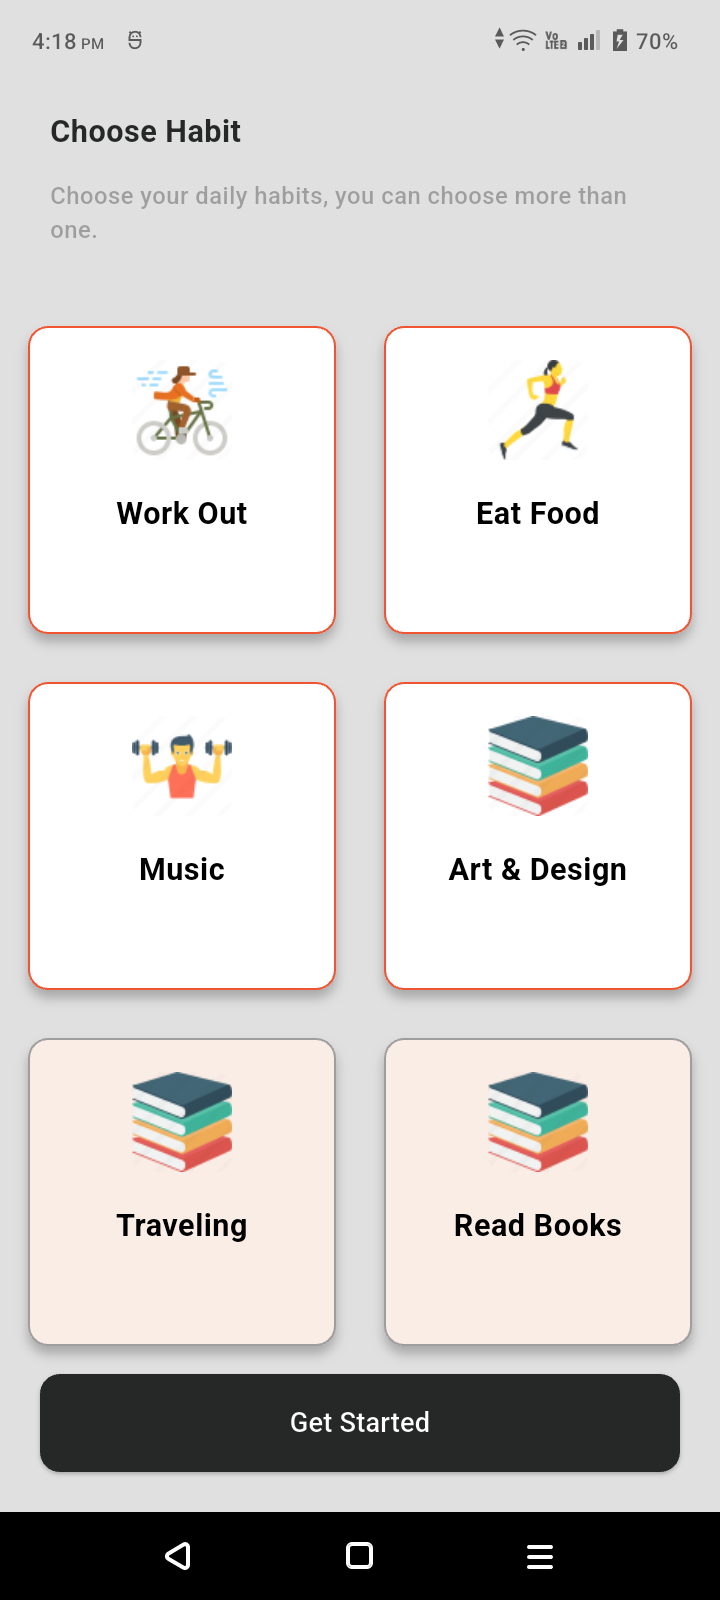 4:18 PM
Vo LTE 2 70%
Choose Habit
Choose your daily habits, you can choose more than
one.
Work Out
Eat Food
Music
Art & Design
Traveling
Read Books
Get Started